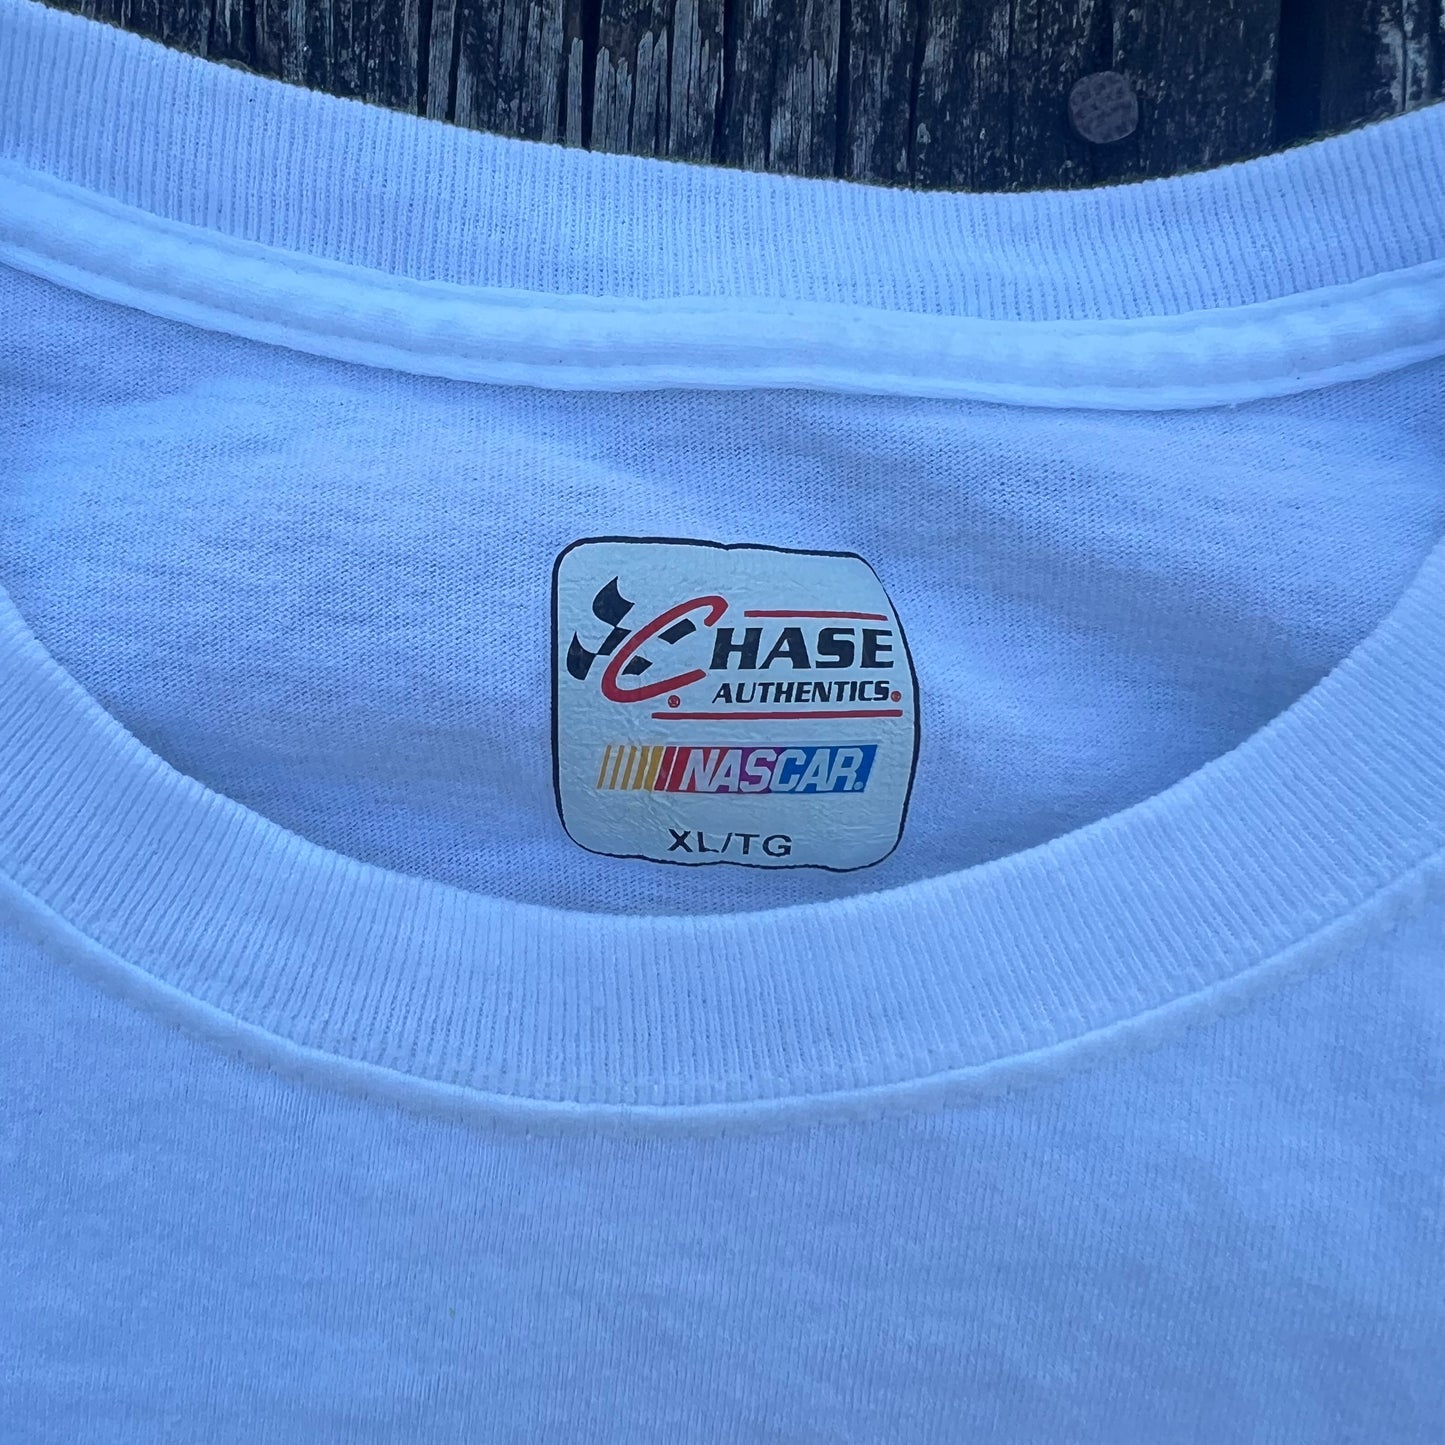 CHASE
AUTHENTICS®
®
NASCAR®
XL/TG